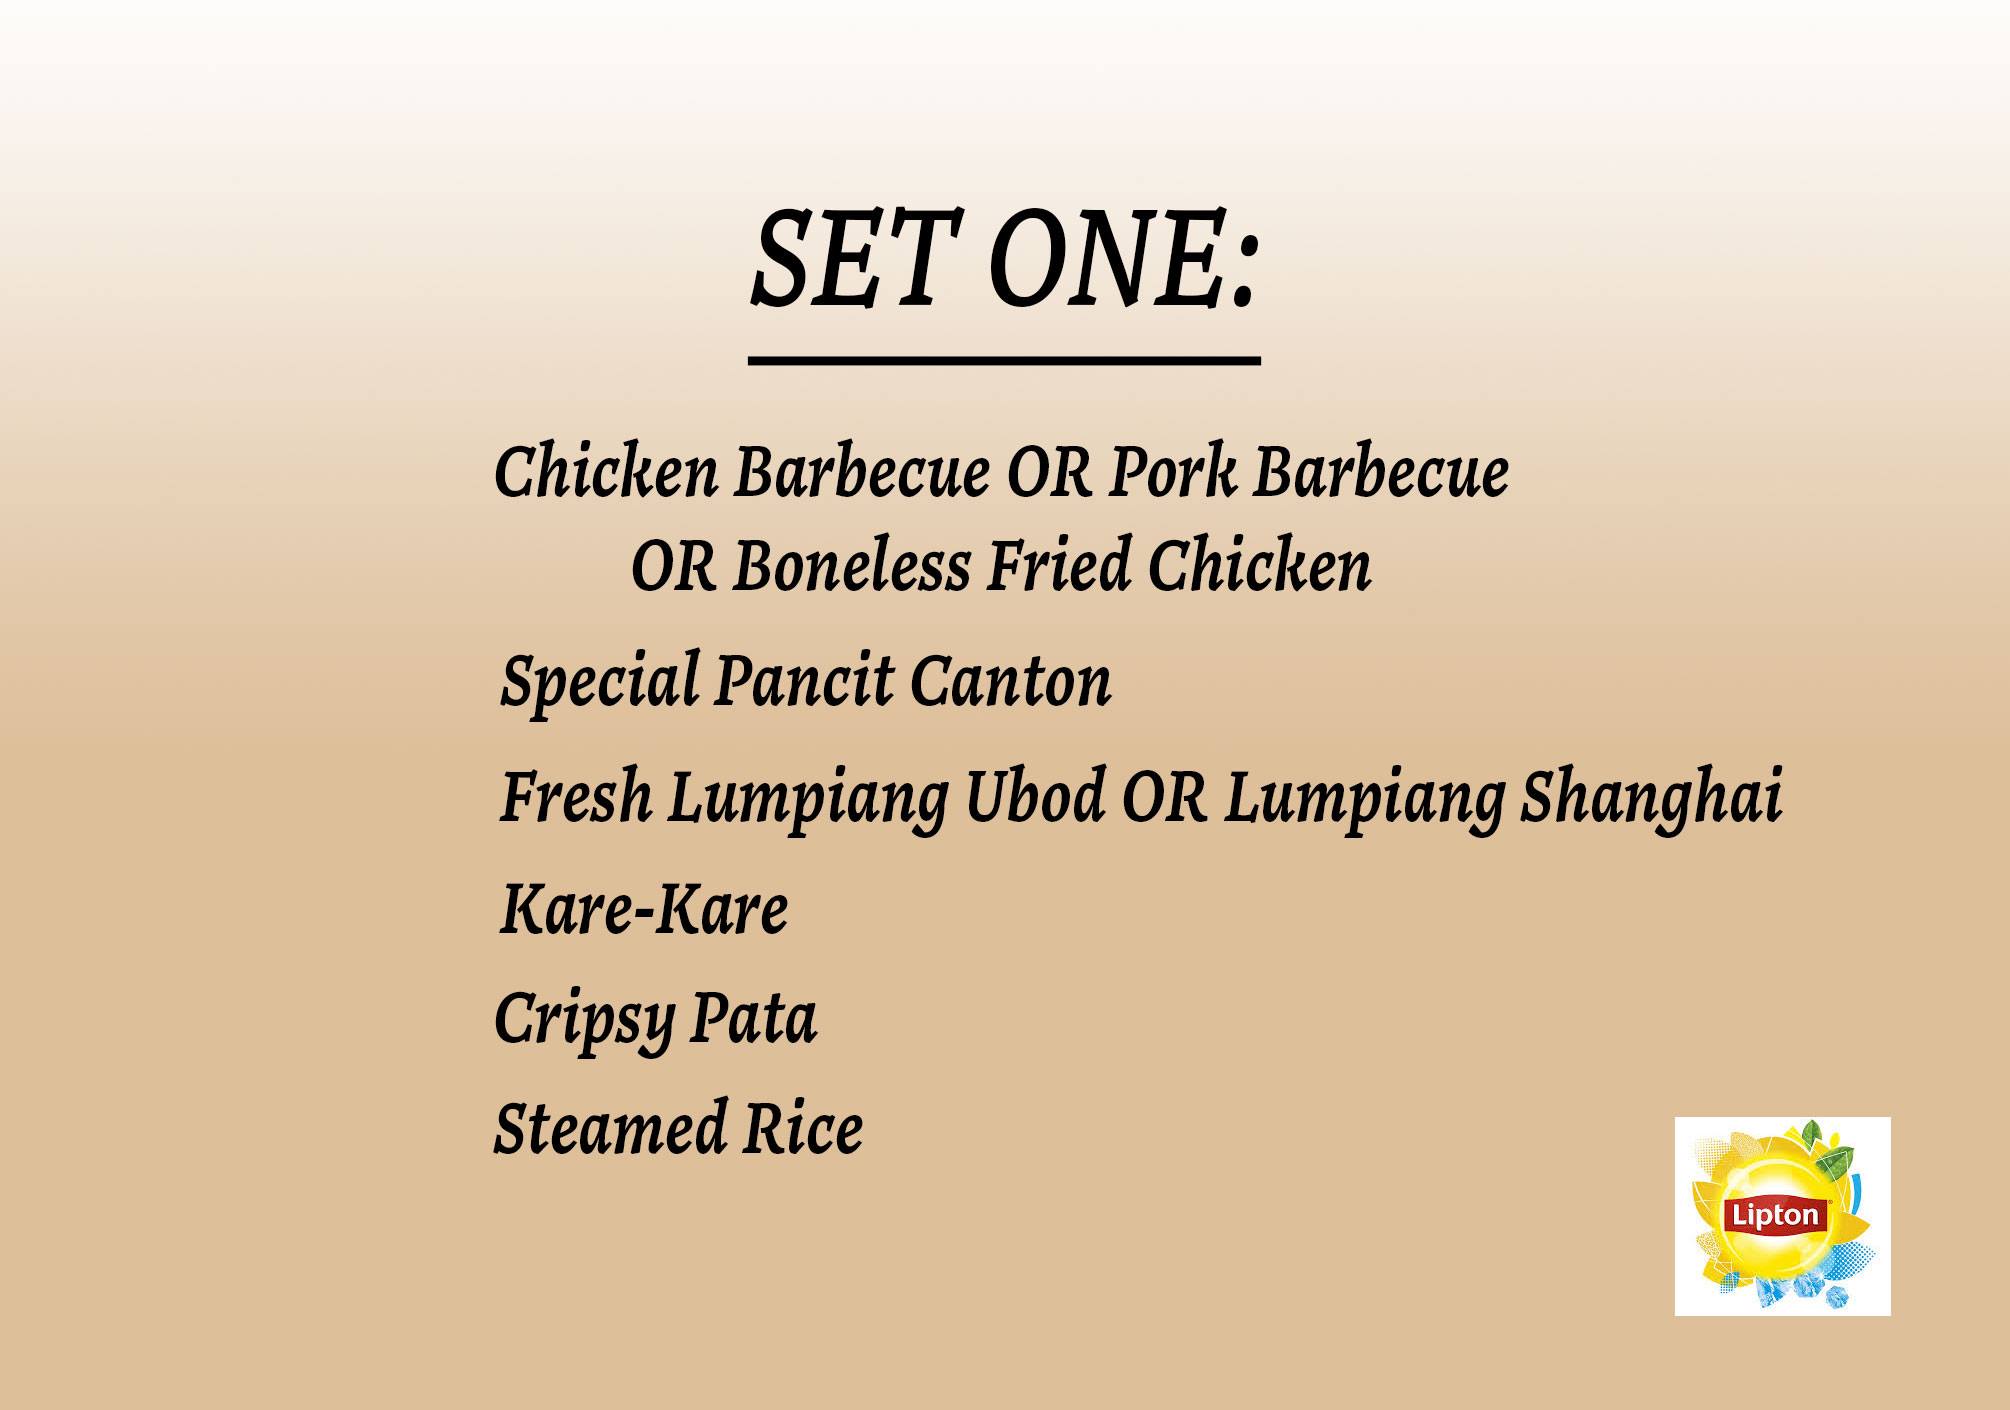 SET ONE:
Chicken Barbecue OR Pork Barbecue
OR Boneless Fried Chicken
Special Pancit Canton
Fresh Lumpiang Ubod OR Lumpiang Shanghai
Kare-Kare
Cripsy Pata
Steamed Rice
Lipton